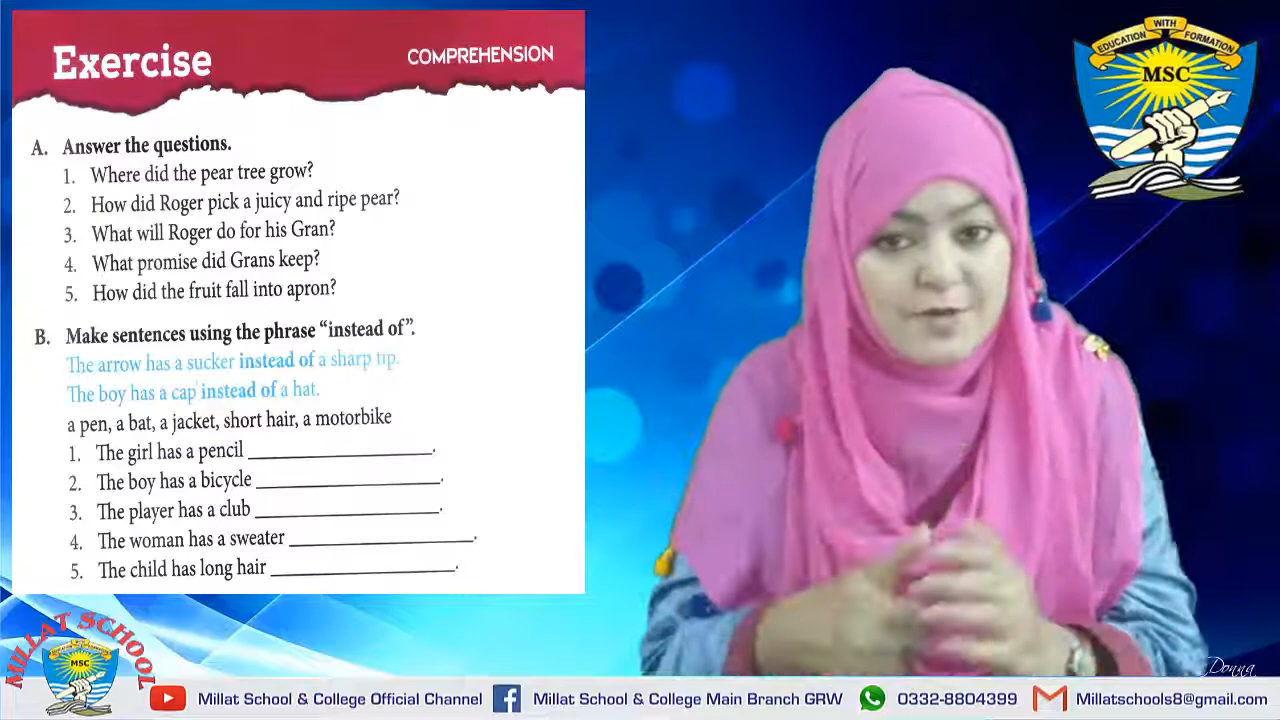 Exercise
COMPREHENSION
A. Answer the questions.
1. Where did the pear tree grow?
2. How did Roger pick a juicy and ripe pear?
3. What will Roger do for his Gran?
4. What promise did Grans keep?
5. How did the fruit fall into apron?
B. Make sentences using the phrase “instead of”.
The arrow has a sucker instead of a sharp tip.
The boy has a cap instead of a hat.
a pen, a bat, a jacket, short hair, a motorbike
1. The girl has a pencil ____________________.
2. The boy has a bicycle ____________________.
3. The player has a club ____________________.
4. The woman has a sweater ____________________.
5. The child has long hair ____________________.
EDUCATION WITH FORMATION
MSC
Donna
MILLAT SCHOOL
MSC
Millat School & College Official Channel
Millat School & College Main Branch GRW
0332-8804399
Millatschools8@gmail.com